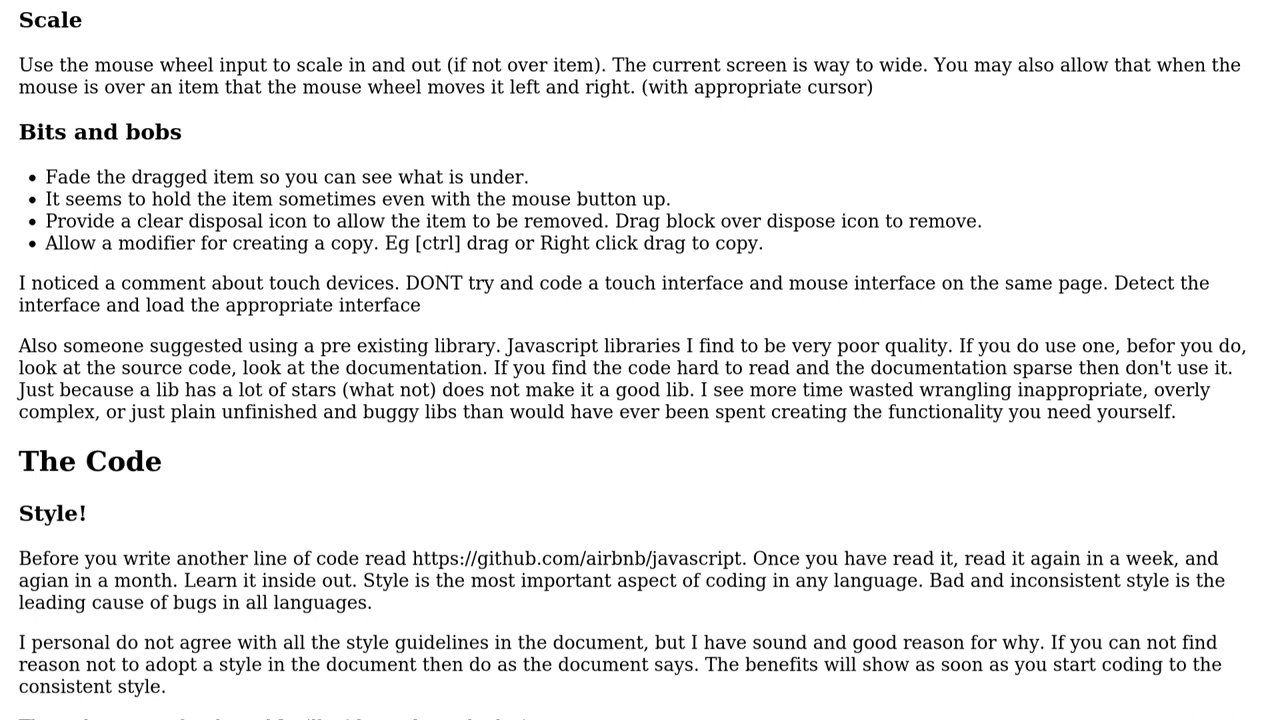 Scale
Use the mouse wheel input to scale in and out (if not over item). The current screen is way to wide. You may also allow that when the
mouse is over an item that the mouse wheel moves it left and right. (with appropriate cursor)
Bits and bobs
• Fade the dragged item so you can see what is under.
• It seems to hold the item sometimes even with the mouse button up.
• Provide a clear disposal icon to allow the item to be removed. Drag block over dispose icon to remove.
• Allow a modifier for creating a copy. Eg [ctrl] drag or Right click drag to copy.
I noticed a comment about touch devices. DONT try and code a touch interface and mouse interface on the same page. Detect the
interface and load the appropriate interface
Also someone suggested using a pre existing library. Javascript libraries I find to be very poor quality. If you do use one, befor you do,
look at the source code, look at the documentation. If you find the code hard to read and the documentation sparse then don't use it.
Just because a lib has a lot of stars (what not) does not make it a good lib. I see more time wasted wrangling inappropriate, overly
complex, or just plain unfinished and buggy libs than would have ever been spent creating the functionality you need yourself.
The Code
Style!
Before you write another line of code read https://github.com/airbnb/javascript. Once you have read it, read it again in a week, and
agian in a month. Learn it inside out. Style is the most important aspect of coding in any language. Bad and inconsistent style is the
leading cause of bugs in all languages.
I personal do not agree with all the style guidelines in the document, but I have sound and good reason for why. If you can not find
reason not to adopt a style in the document then do as the document says. The benefits will show as soon as you start coding to the
consistent style.